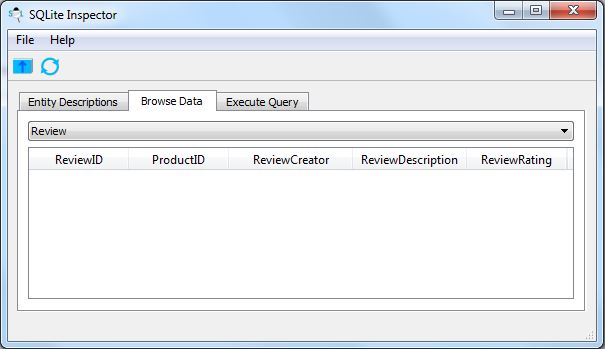 SQLite Inspector
File Help
Entity Descriptions Browse Data Execute Query
Review
ReviewID ProductID ReviewCreator ReviewDescription ReviewRating